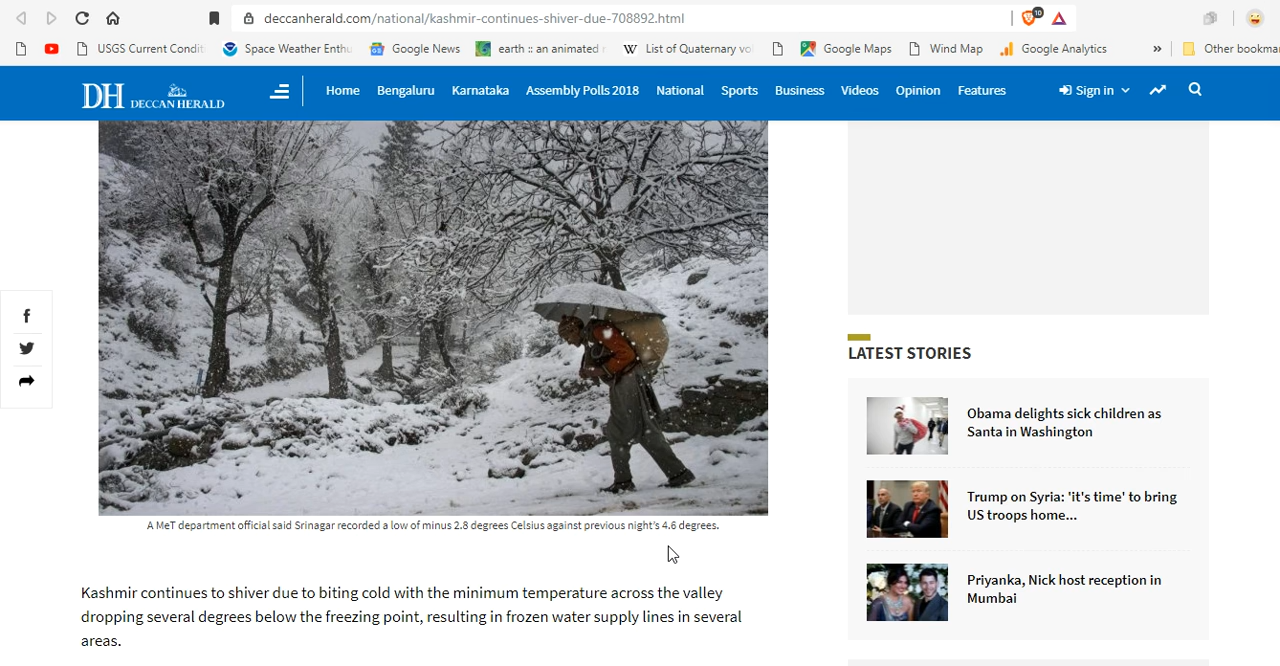 deccanherald.com/national/kashmir-continues-shiver-due-708892.html
10
USGS Current Condit
Space Weather Enthu
Google News
earth :: an animated
List of Quaternary vo
Google Maps
Wind Map
Google Analytics
»
Other bookma
DH DECCAN HERALD
Home
Bengaluru
Karnataka
Assembly Polls 2018
National
Sports
Business
Videos
Opinion
Features
Sign in
A MeT department official said Srinagar recorded a low of minus 2.8 degrees Celsius against previous night's 4.6 degrees.
Kashmir continues to shiver due to biting cold with the minimum temperature across the valley
dropping several degrees below the freezing point, resulting in frozen water supply lines in several
areas.
LATEST STORIES
Obama delights sick children as
Santa in Washington
Trump on Syria: 'it's time' to bring
US troops home...
Priyanka, Nick host reception in
Mumbai